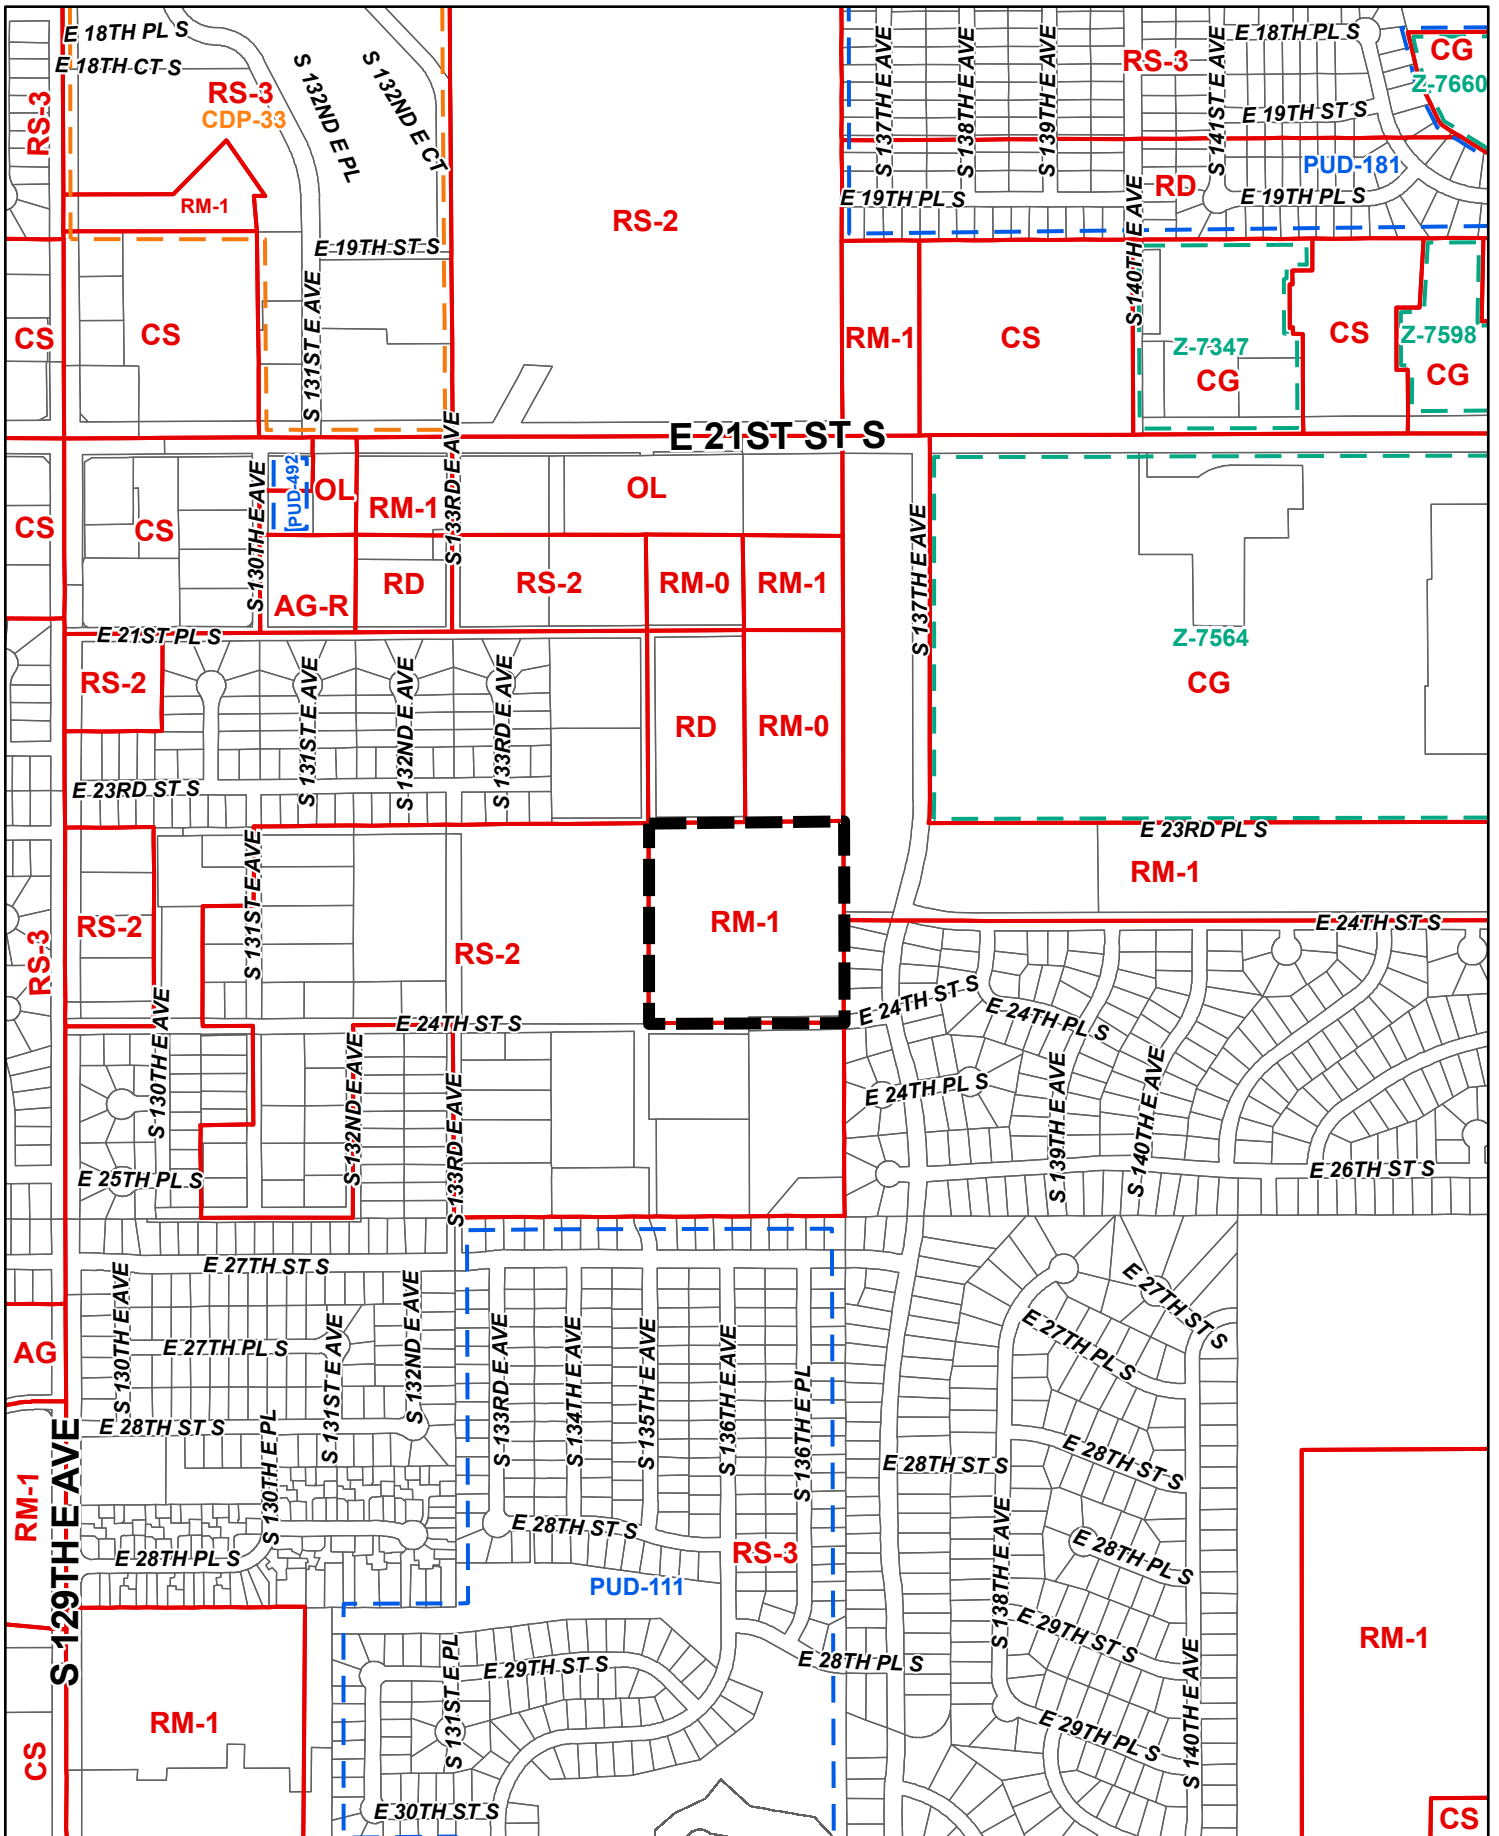 E 18TH PL S
E 18TH CT S
RS-3
RS-3
CDP-33
S 132ND E PL
S 132ND E CT
RM-1
E 19TH ST S
S 131ST E AVE
CS
CS
RS-2
S 137TH E AVE
S 138TH E AVE
S 139TH E AVE
RS-3
S 141ST E AVE
E 18TH PL S
CG
Z-7660
E 19TH ST S
PUD-181
RD
E 19TH PL S
E 19TH PL S
S 140TH E AVE
RM-1
CS
Z-7347
CG
CS
Z-7598
CG
E 21ST ST S
CS
CS
S 130TH E AVE
PUD-492
OL
RM-1
S 133RD E AVE
OL
AG-R
RD
RS-2
RM-0
RM-1
S 137TH E AVE
Z-7564
CG
E 21ST PL S
RS-2
S 131ST E AVE
S 132ND E AVE
S 133RD E AVE
RD
RM-0
E 23RD ST S
E 23RD PL S
RM-1
RS-3
RS-2
S 131ST E AVE
RS-2
RM-1
E 24TH ST S
S 130TH E AVE
E 24TH ST S
E 24TH ST S
E 24TH PL S
S 132ND E AVE
S 133RD E AVE
E 24TH PL S
S 139TH E AVE
S 140TH E AVE
E 25TH PL S
E 26TH ST S
E 27TH ST S
S 130TH E AVE
S 132ND E AVE
E 27TH ST S
AG
E 27TH PL S
S 131ST E AVE
S 133RD E AVE
S 134TH E AVE
S 135TH E AVE
S 136TH E AVE
S 136TH E PL
E 27TH PL S
E 28TH ST S
S 130TH E PL
E 28TH ST S
E 28TH ST S
RM-1
S 129TH E AVE
E 28TH ST S
E 28TH PL S
RS-3
PUD-111
S 138TH E AVE
E 28TH PL S
E 29TH ST S
S 131ST E PL
E 29TH ST S
E 28TH PL S
S 140TH E AVE
RM-1
RM-1
E 29TH PL S
CS
E 30TH ST S
CS